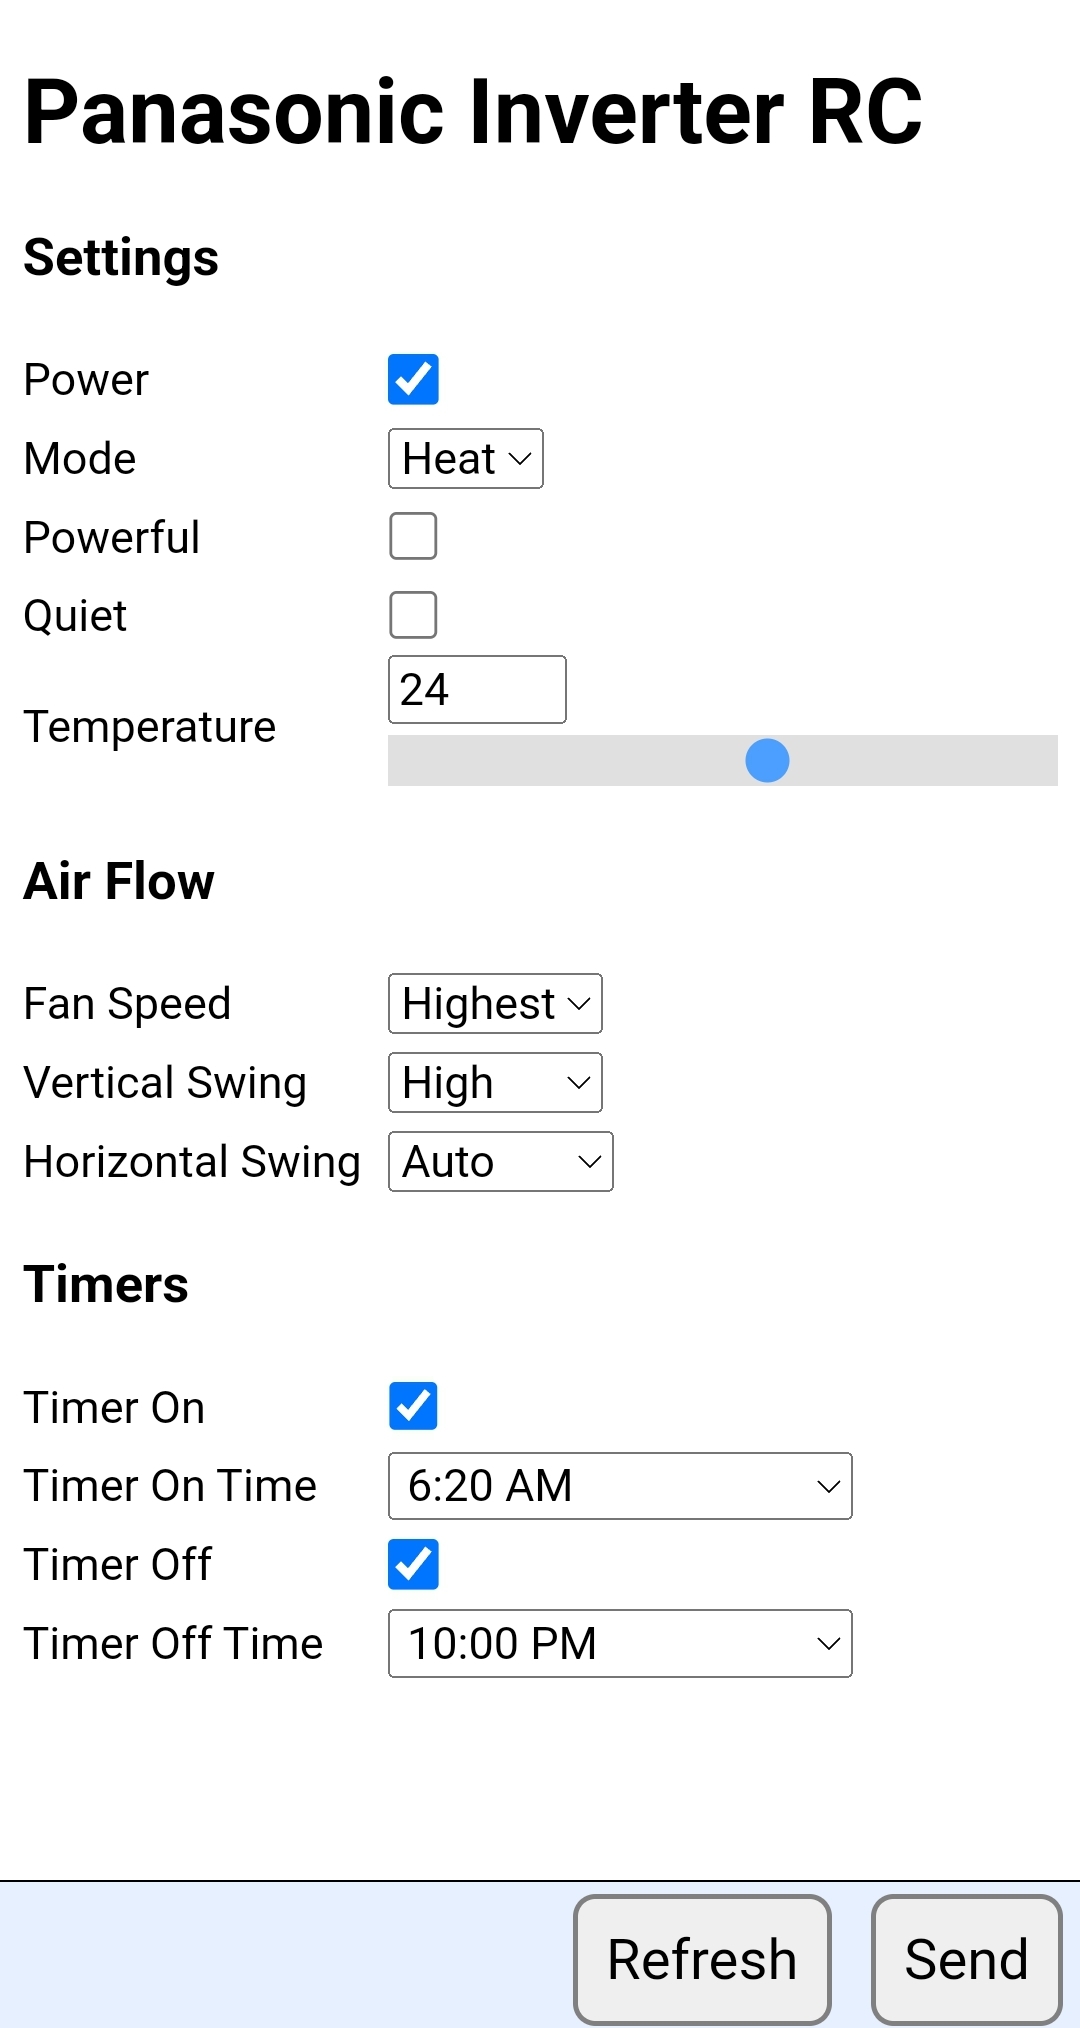 Panasonic Inverter RC
Settings
Power
Mode Heat
Powerful
Quiet
Temperature 24
Air Flow
Fan Speed Highest
Vertical Swing High
Horizontal Swing Auto
Timers
Timer On
Timer On Time 6:20 AM
Timer Off
Timer Off Time 10:00 PM
Refresh Send